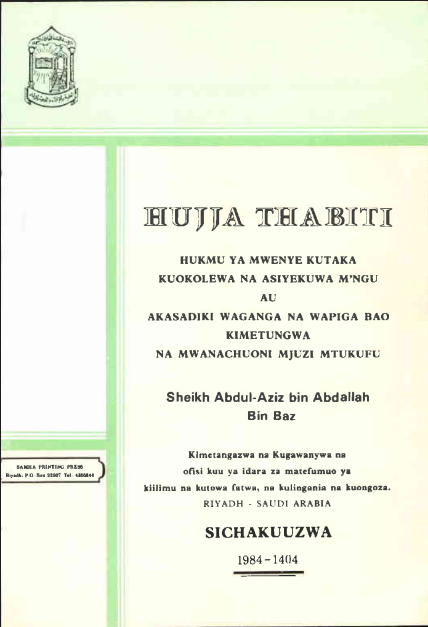 HUJJA THABITI
HUKMU YA MWENYE KUTAKA
KUOKOLEWA NA ASIYEKUWA M'NGU
AU
AKASADIKI WAGANGA NA WAPIGA BAO
KIMETUNGWA
NA MWANACHUONI MJUZI MTUKUFU
Sheikh Abdul-Aziz bin Abdallah
Bin Baz
Kimetangazwa na Kugawanywa na
ofisi kuu ya idara za matefumuo ya
kiilimu na kutowa fatwa, na kulingania na kuongoza.
RIYADH - SAUDI ARABIA
SICHAKUUZWA
1984-1404
PRINTING PRESS
Riyadh: P.O. Box Tel.